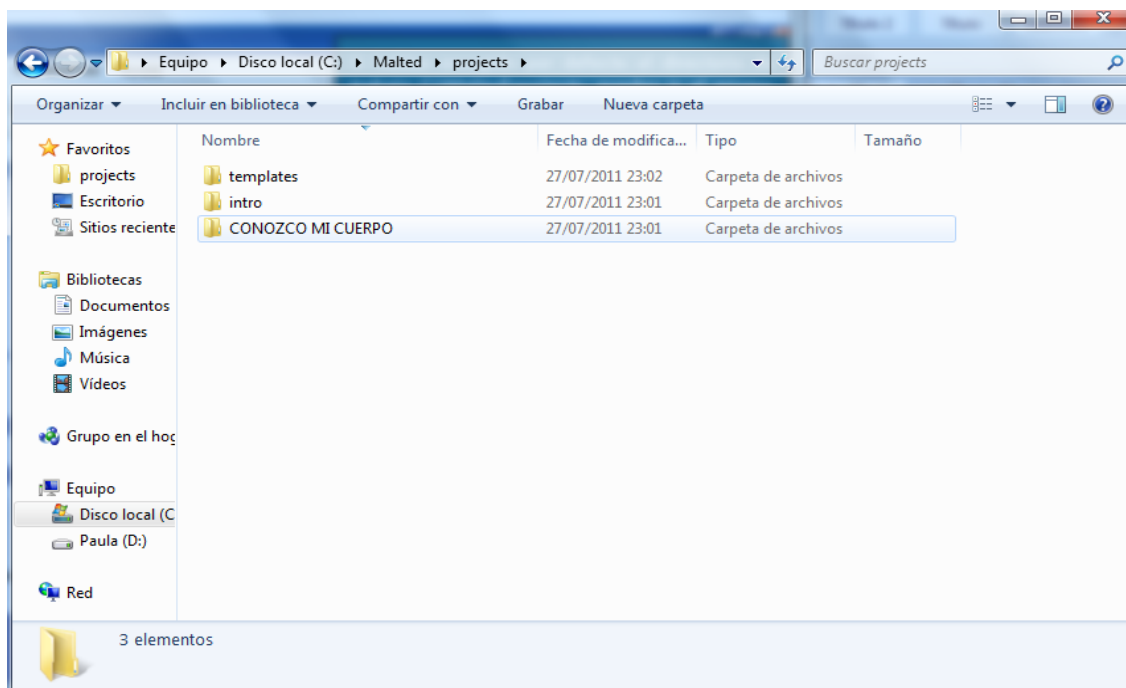 Equipo Disco local (C:) Malted projects Buscar projects
Organizar Incluir en biblioteca Compartir con Grabar Nueva carpeta
Favoritos
projects
Escritorio
Sitios reciente
Bibliotecas
Documentos
Imágenes
Música
Vídeos
Grupo en el hog
Equipo
Disco local (C
Paula (D:)
Red
Nombre Fecha de modifica... Tipo Tamaño
templates 27/07/2011 23:02 Carpeta de archivos
intro 27/07/2011 23:01 Carpeta de archivos
CONOZCO MI CUERPO 27/07/2011 23:01 Carpeta de archivos
3 elementos